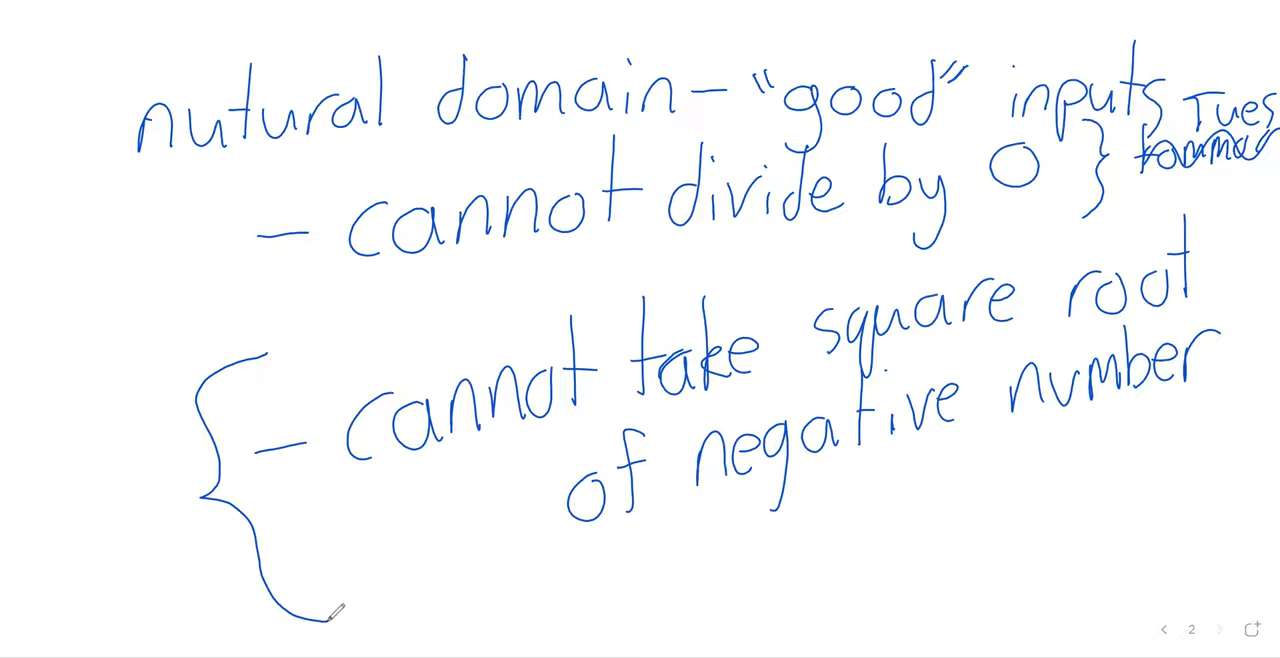 nutural domain - "good" inputs
- cannot divide by 0 } Tues
- cannot take square root
of negative number
2